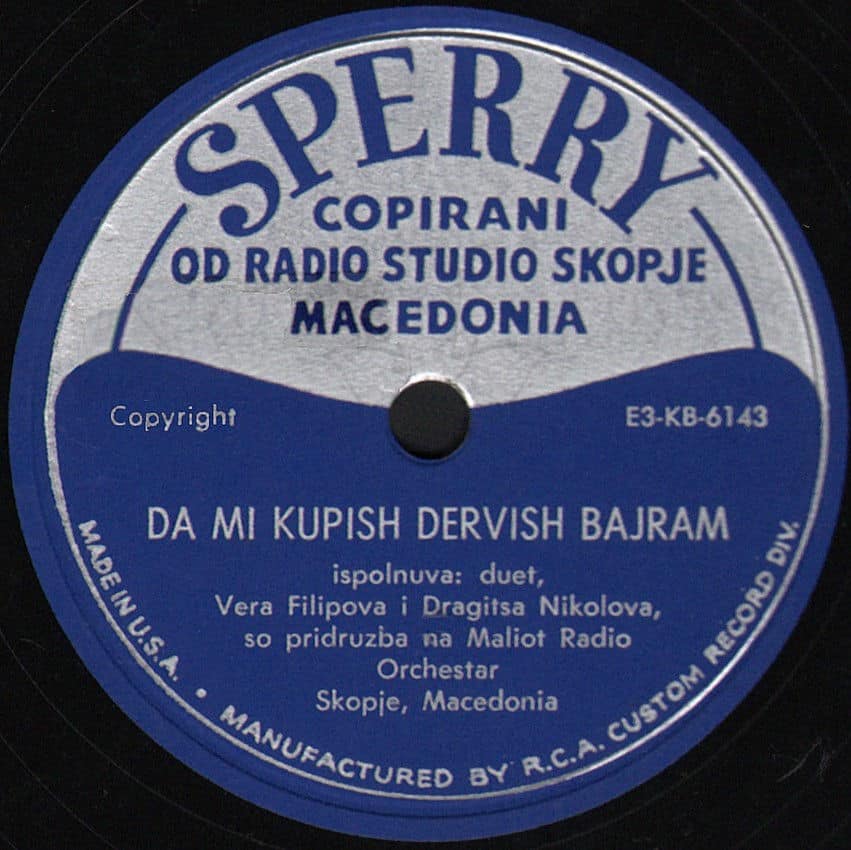 SPERRY
COPIRANI
OD RADIO STUDIO SKOPJE
MACEDONIA
Copyright
E3-KB-6143
DA MI KUPISH DERVISH BAJRAM
ispolnuva: duet,
Vera Filipova i Dragitsa Nikolova,
so pridruzba na Maliot Radio
Orchestar
Skopje, Macedonia
MADE IN U.S.A. • MANUFACTURED BY R.C.A. CUSTOM RECORD DIV.